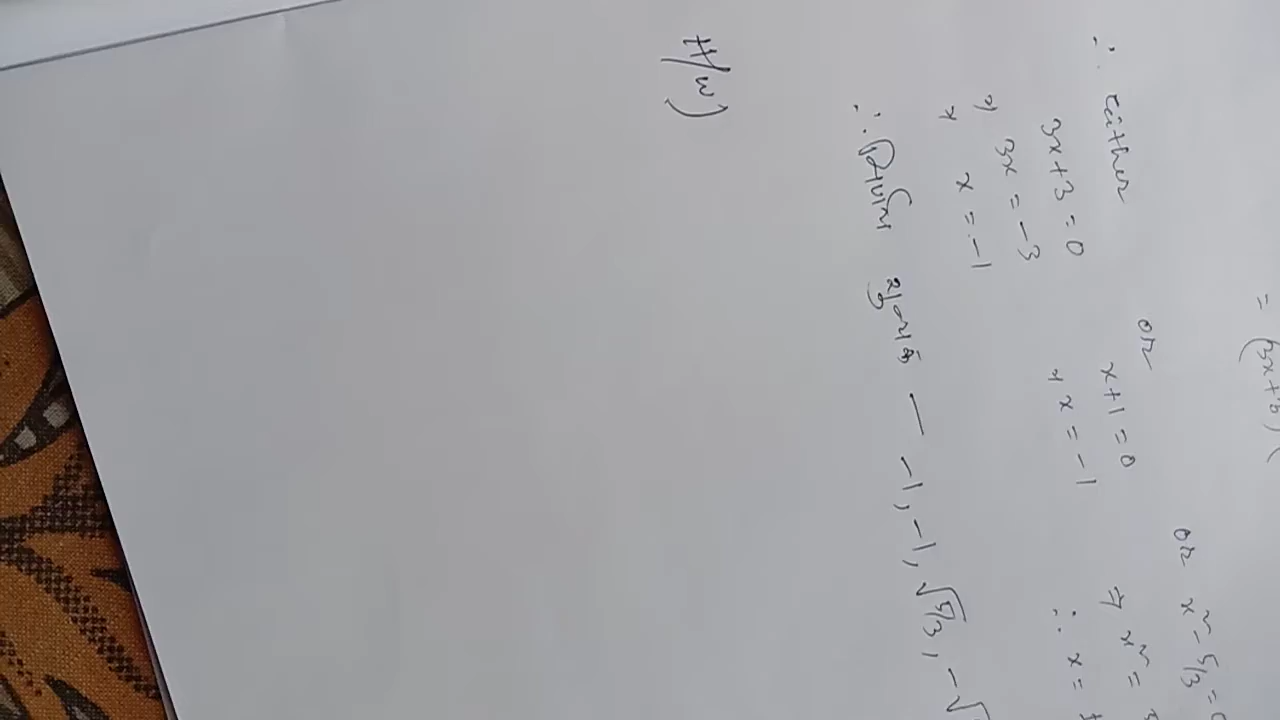 = (3x+3)(
∴ either or or x² - 5/3 = 0
3x+3 = 0 x+1 = 0 ⇒ x² =
⇒ 3x = -3 ⇒ x = -1 ∴ x = ±
⇒ x = -1
∴ — -1, -1, √5/3, -√
H/w)